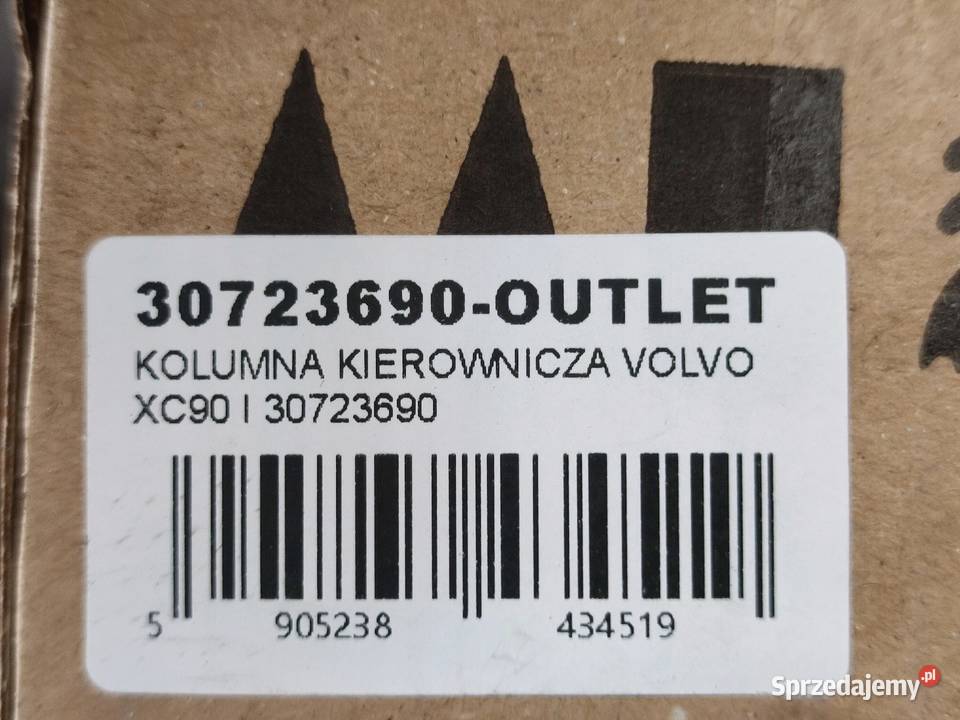 30723690-OUTLET
KOLUMNA KIEROWNICZA VOLVO
XC90 I 30723690
5 905238 434519
Sprzedajemy.pl